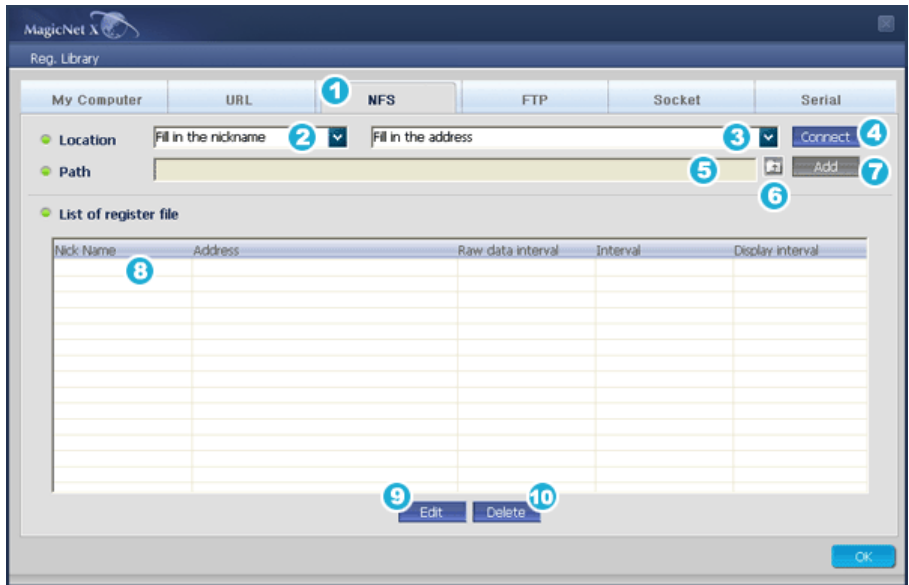 MagicNet X
Reg. Library
My Computer URL 1 NFS FTP Socket Serial
Location Fill in the nickname 2 Fill in the address 3 Connect 4
Path 5 6 Add 7
List of register file
Nick Name Address Raw data interval Interval Display interval
8
9 Edit Delete 10
OK